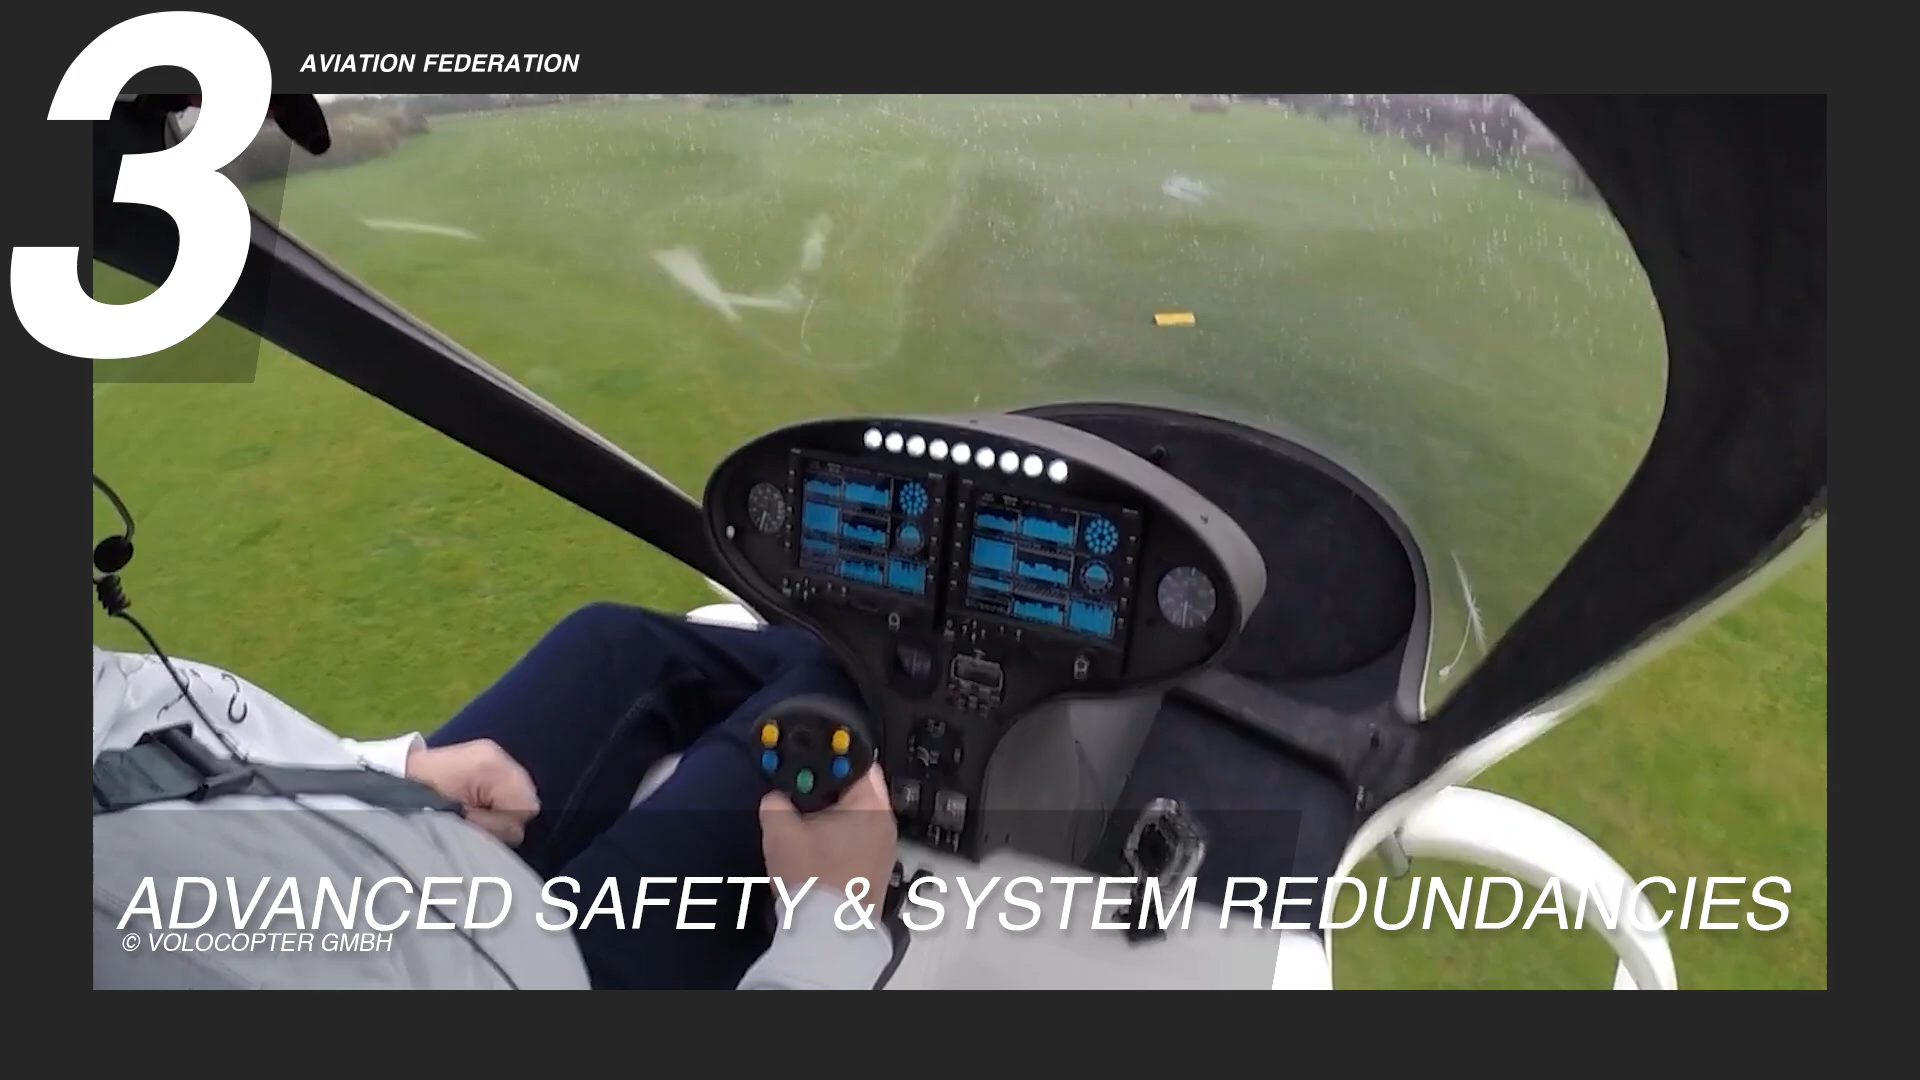 3
AVIATION FEDERATION
ADVANCED SAFETY & SYSTEM REDUNDANCIES
© VOLOCOPTER GMBH